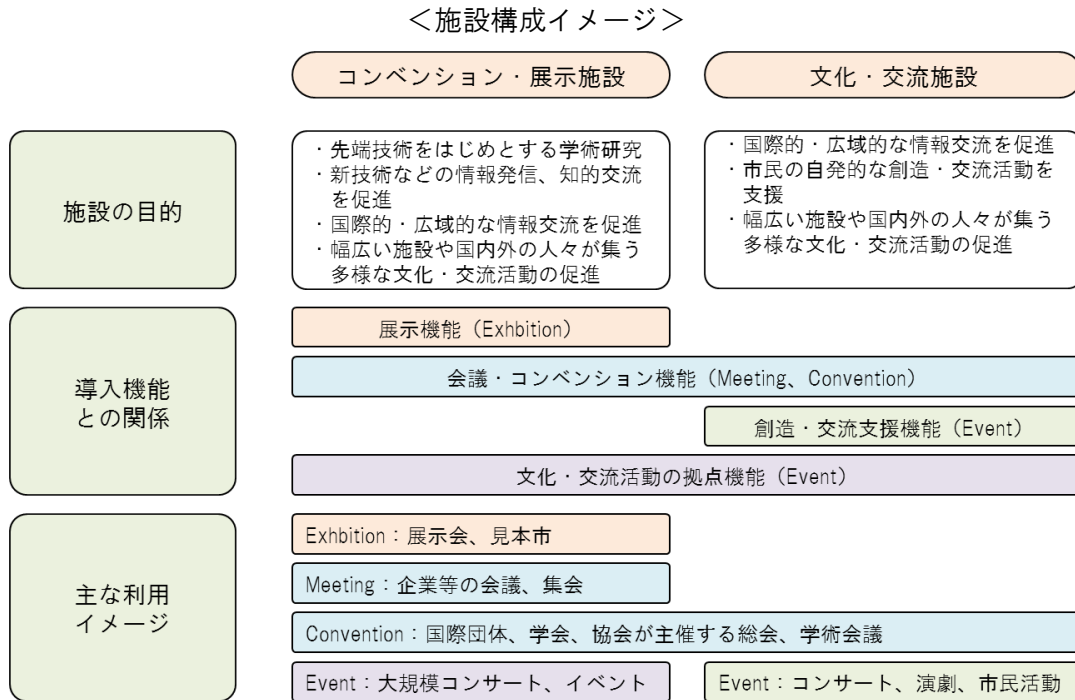 ＜施設構成イメージ＞
コンベンション・展示施設
文化・交流施設
施設の目的
・先端技術をはじめとする学術研究
・新技術などの情報発信、知的交流
を促進
・国際的・広域的な情報交流を促進
・幅広い施設や国内外の人々が集う
多様な文化・交流活動の促進
・国際的・広域的な情報交流を促進
・市民の自発的な創造・交流活動を
支援
・幅広い施設や国内外の人々が集う
多様な文化・交流活動の促進
導入機能
との関係
展示機能（Exhbition）
会議・コンベンション機能（Meeting、Convention）
創造・交流支援機能（Event）
文化・交流活動の拠点機能（Event）
主な利用
イメージ
Exhbition：展示会、見本市
Meeting：企業等の会議、集会
Convention：国際団体、学会、協会が主催する総会、学術会議
Event：大規模コンサート、イベント
Event：コンサート、演劇、市民活動